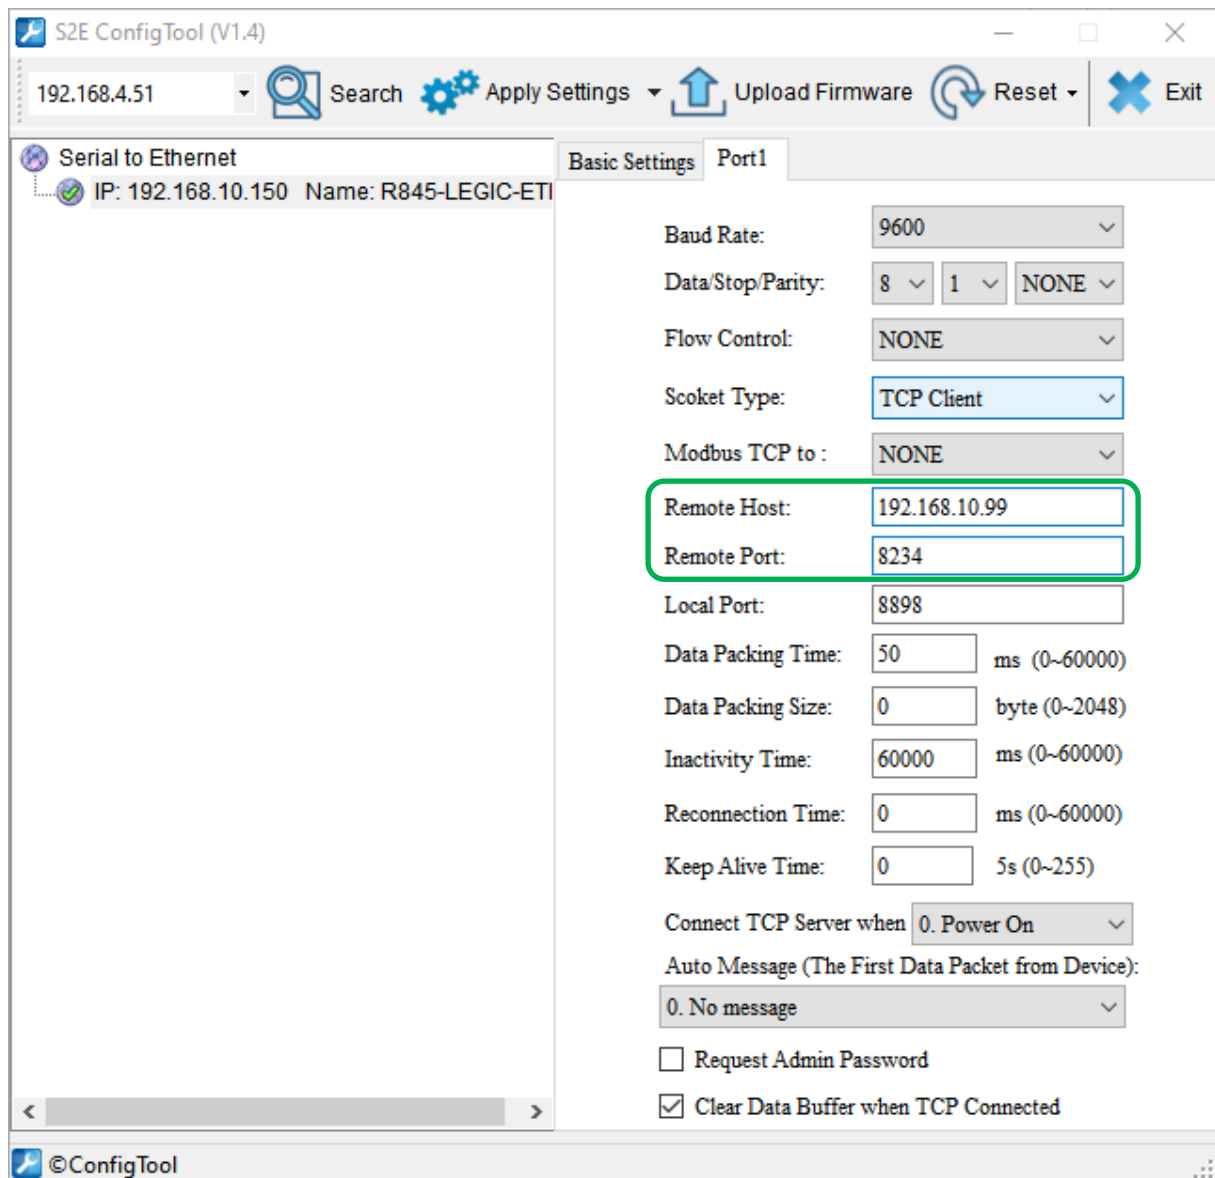 S2E ConfigTool (V1.4)
192.168.4.51 Search Apply Settings Upload Firmware Reset Exit
Serial to Ethernet
IP: 192.168.10.150 Name: R845-LEGIC-ETI
Basic Settings Port1
Baud Rate: 9600
Data/Stop/Parity: 8 1 NONE
Flow Control: NONE
Scoket Type: TCP Client
Modbus TCP to : NONE
Remote Host: 192.168.10.99
Remote Port: 8234
Local Port: 8898
Data Packing Time: 50 ms (0~60000)
Data Packing Size: 0 byte (0~2048)
Inactivity Time: 60000 ms (0~60000)
Reconnection Time: 0 ms (0~60000)
Keep Alive Time: 0 5s (0~255)
Connect TCP Server when 0. Power On
Auto Message (The First Data Packet from Device):
0. No message
Request Admin Password
Clear Data Buffer when TCP Connected
©ConfigTool